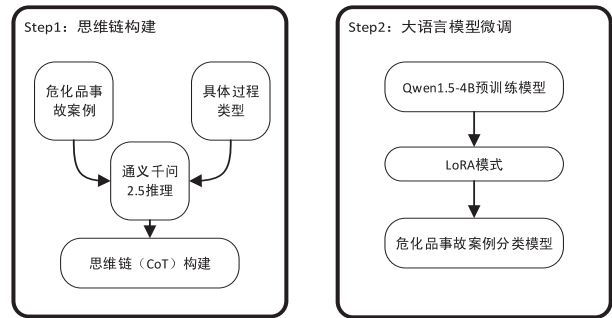 Step1：思维链构建
危化品事
故案例
具体过程
类型
通义千问
2.5推理
思维链（CoT）构建
Step2：大语言模型微调
Qwen1.5-4B预训练模型
LoRA模式
危化品事故案例分类模型